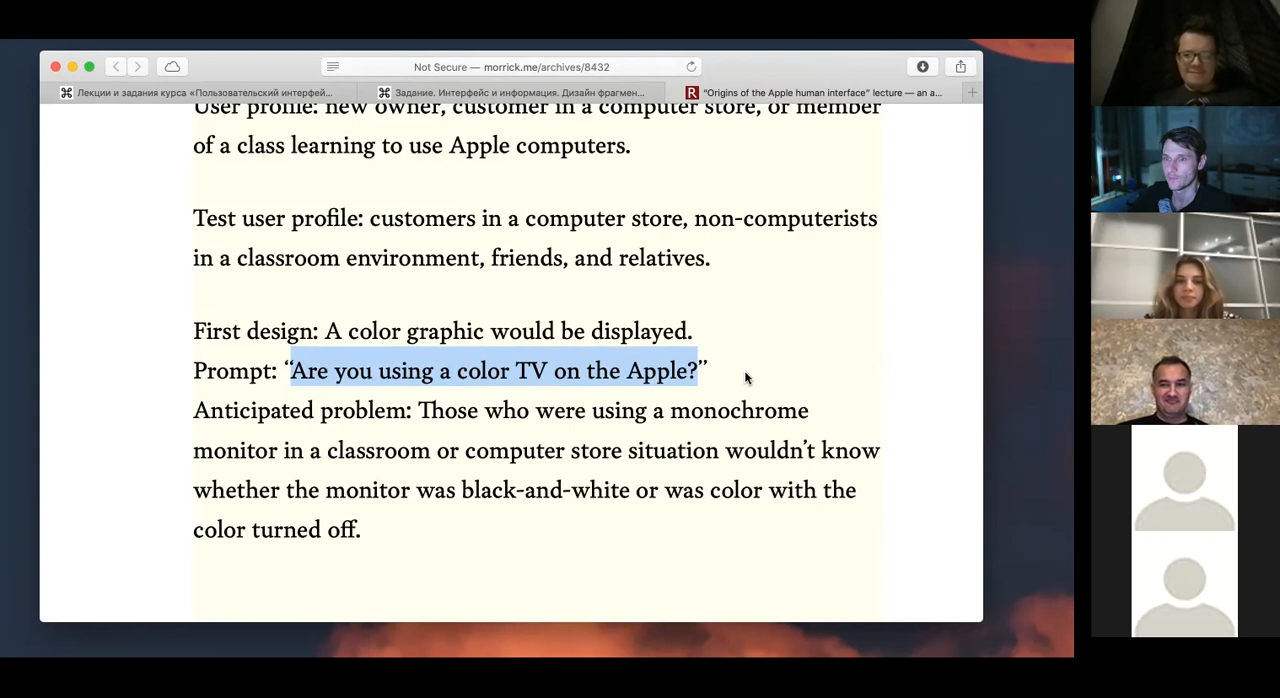 Not Secure — morrick.me/archives/8432
Лекции и задания курса «Пользовательский интерфей...
Задание. Интерфейс и информация. Дизайн фрагмен...
R "Origins of the Apple human interface" lecture — an a...
User profile: new owner, customer in a computer store, or member
of a class learning to use Apple computers.
Test user profile: customers in a computer store, non-computerists
in a classroom environment, friends, and relatives.
First design: A color graphic would be displayed.
Prompt: “Are you using a color TV on the Apple?”
Anticipated problem: Those who were using a monochrome
monitor in a classroom or computer store situation wouldn’t know
whether the monitor was black-and-white or was color with the
color turned off.